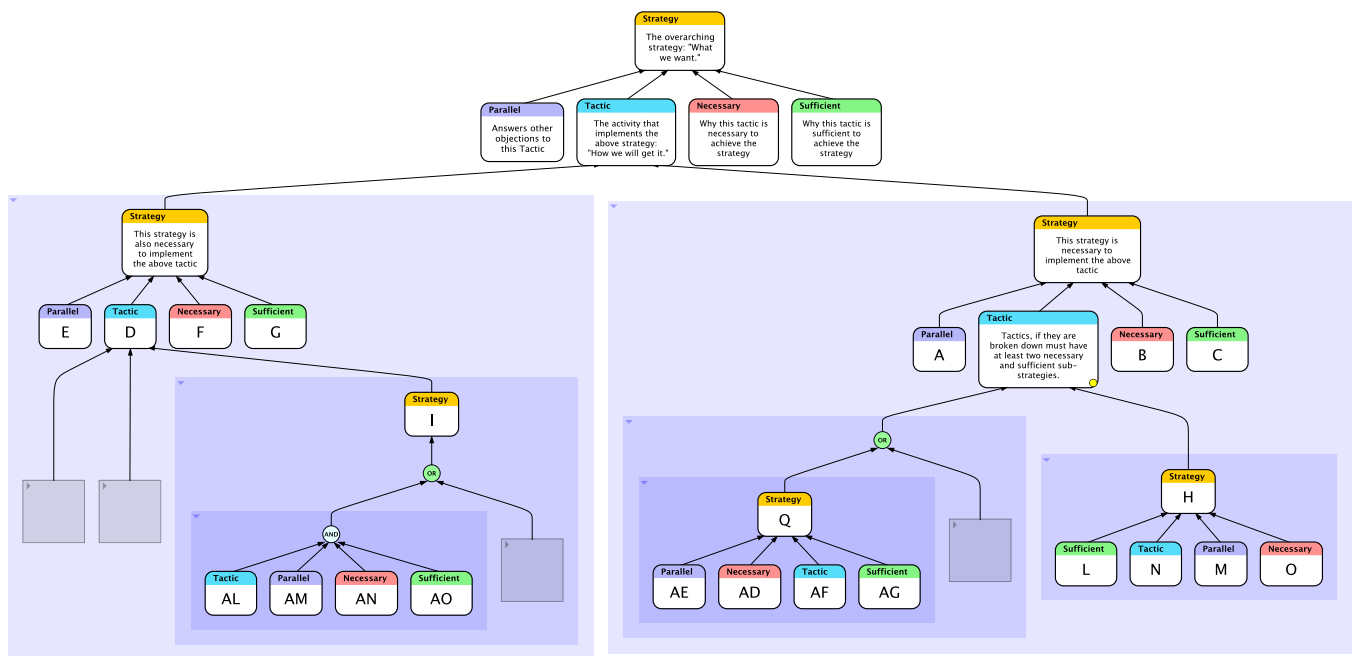 Strategy
The overarching
strategy: "What
we want."
Parallel
Answers other
objections to
this Tactic
Tactic
The activity that
implements the
above strategy:
"How we will get it."
Necessary
Why this tactic is
necessary to
achieve the
strategy
Sufficient
Why this tactic is
sufficient to
achieve the
strategy
Strategy
This strategy is
also necessary
to implement
the above tactic
Parallel
E
Tactic
D
Necessary
F
Sufficient
G
Strategy
I
OR
AND
Tactic
AL
Parallel
AM
Necessary
AN
Sufficient
AO
Strategy
This strategy is
necessary to
implement the above
tactic
Parallel
A
Tactic
Tactics, if they are
broken down must have
at least two necessary
and sufficient sub-
strategies.
Necessary
B
Sufficient
C
OR
Strategy
Q
Parallel
AE
Necessary
AD
Tactic
AF
Sufficient
AG
Strategy
H
Sufficient
L
Tactic
N
Parallel
M
Necessary
O